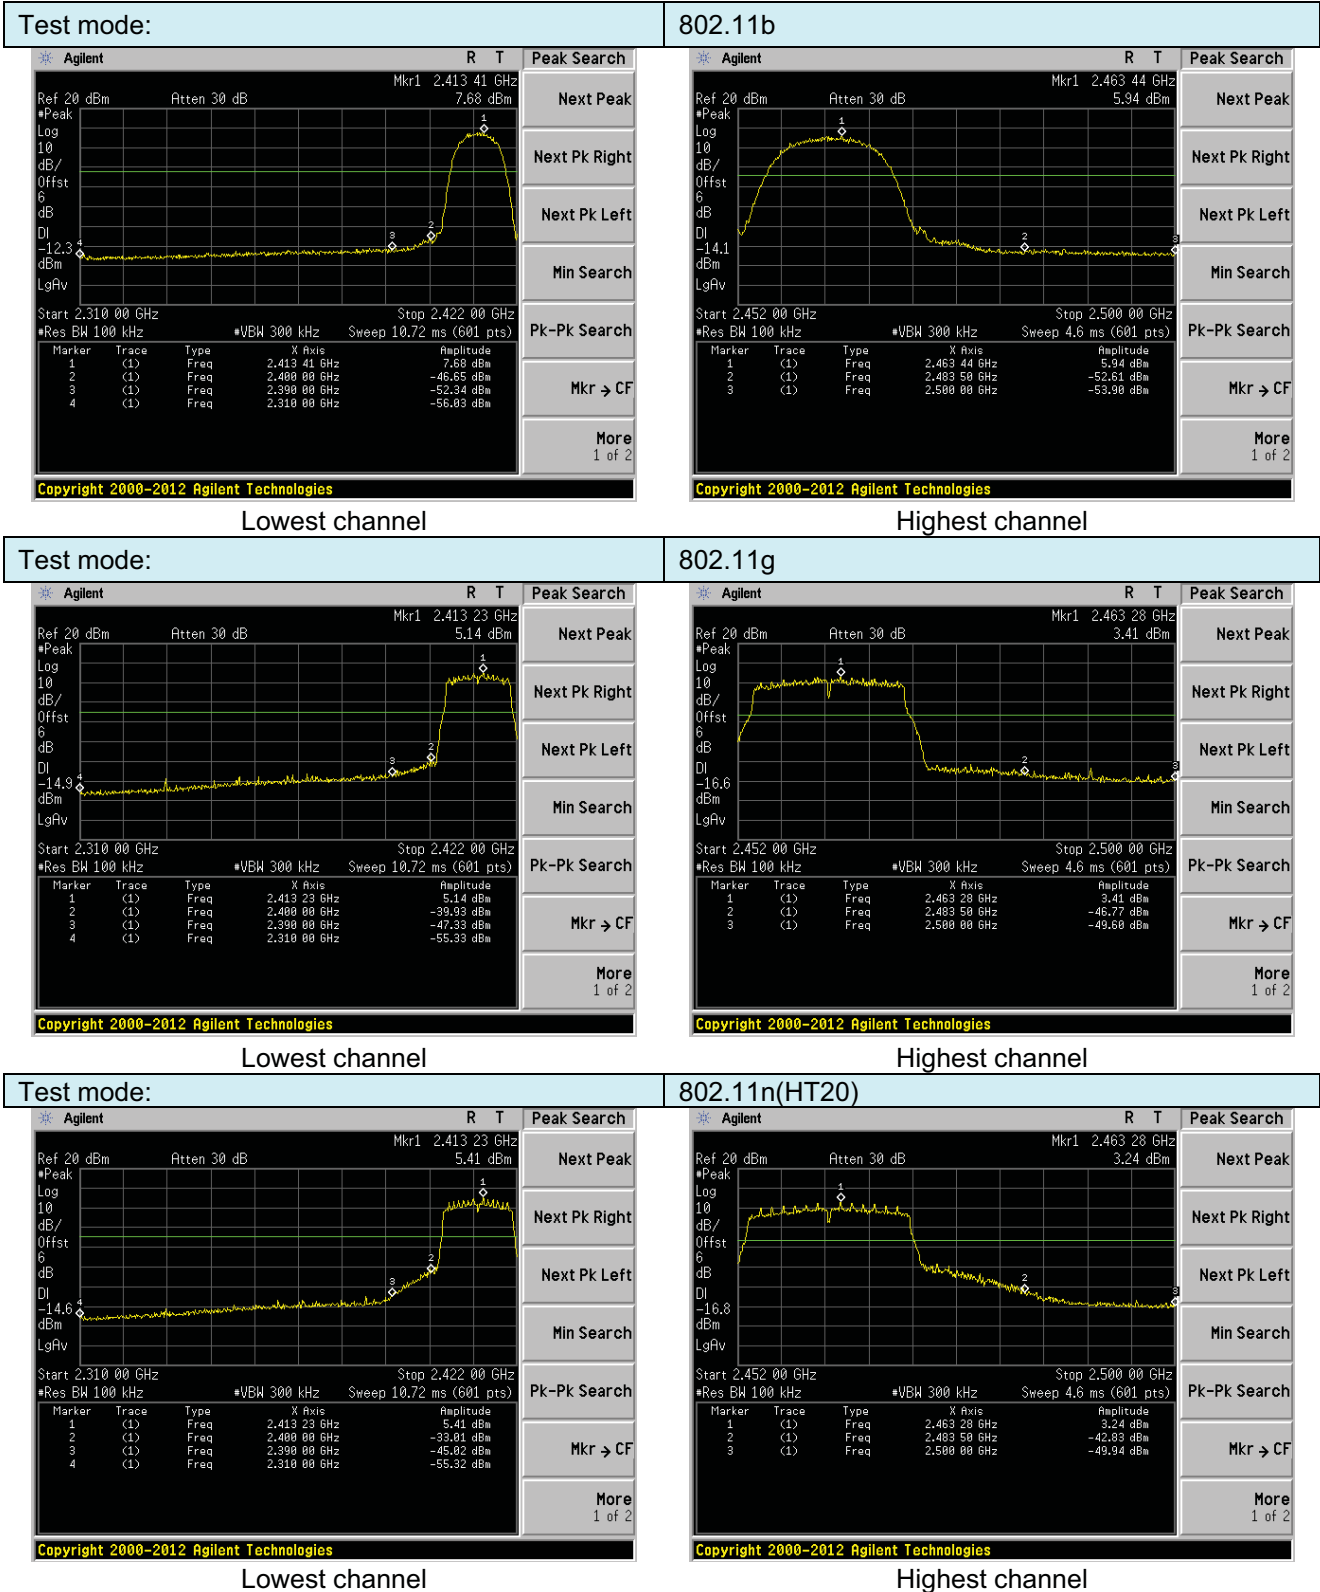 Test mode: 802.11b
Agilent R T Peak Search
Mkr1 2.413 41 GHz
Ref 20 dBm Atten 30 dB 7.68 dBm
#Peak
Log
10
dB/
Offst
6
dB
DI
-12.3
dBm
LgAv
1
2
3
4
Start 2.310 00 GHz Stop 2.422 00 GHz
#Res BW 100 kHz #VBW 300 kHz Sweep 10.72 ms (601 pts)
Marker Trace Type X Axis Amplitude
1 (1) Freq 2.413 41 GHz 7.68 dBm
2 (1) Freq 2.400 00 GHz -46.65 dBm
3 (1) Freq 2.390 00 GHz -52.34 dBm
4 (1) Freq 2.310 00 GHz -56.03 dBm
Next Peak
Next Pk Right
Next Pk Left
Min Search
Pk-Pk Search
Mkr → CF
More
1 of 2
Copyright 2000-2012 Agilent Technologies
Lowest channel
Agilent R T Peak Search
Mkr1 2.463 44 GHz
Ref 20 dBm Atten 30 dB 5.94 dBm
#Peak
Log
10
dB/
Offst
6
dB
DI
-14.1
dBm
LgAv
1
2
3
Start 2.452 00 GHz Stop 2.500 00 GHz
#Res BW 100 kHz #VBW 300 kHz Sweep 4.6 ms (601 pts)
Marker Trace Type X Axis Amplitude
1 (1) Freq 2.463 44 GHz 5.94 dBm
2 (1) Freq 2.483 50 GHz -52.61 dBm
3 (1) Freq 2.500 00 GHz -53.90 dBm
Next Peak
Next Pk Right
Next Pk Left
Min Search
Pk-Pk Search
Mkr → CF
More
1 of 2
Copyright 2000-2012 Agilent Technologies
Highest channel
Test mode: 802.11g
Agilent R T Peak Search
Mkr1 2.413 23 GHz
Ref 20 dBm Atten 30 dB 5.14 dBm
#Peak
Log
10
dB/
Offst
6
dB
DI
-14.9
dBm
LgAv
1
2
3
4
Start 2.310 00 GHz Stop 2.422 00 GHz
#Res BW 100 kHz #VBW 300 kHz Sweep 10.72 ms (601 pts)
Marker Trace Type X Axis Amplitude
1 (1) Freq 2.413 23 GHz 5.14 dBm
2 (1) Freq 2.400 00 GHz -39.93 dBm
3 (1) Freq 2.390 00 GHz -47.33 dBm
4 (1) Freq 2.310 00 GHz -55.33 dBm
Next Peak
Next Pk Right
Next Pk Left
Min Search
Pk-Pk Search
Mkr → CF
More
1 of 2
Copyright 2000-2012 Agilent Technologies
Lowest channel
Agilent R T Peak Search
Mkr1 2.463 28 GHz
Ref 20 dBm Atten 30 dB 3.41 dBm
#Peak
Log
10
dB/
Offst
6
dB
DI
-16.6
dBm
LgAv
1
2
3
Start 2.452 00 GHz Stop 2.500 00 GHz
#Res BW 100 kHz #VBW 300 kHz Sweep 4.6 ms (601 pts)
Marker Trace Type X Axis Amplitude
1 (1) Freq 2.463 28 GHz 3.41 dBm
2 (1) Freq 2.483 50 GHz -46.77 dBm
3 (1) Freq 2.500 00 GHz -49.60 dBm
Next Peak
Next Pk Right
Next Pk Left
Min Search
Pk-Pk Search
Mkr → CF
More
1 of 2
Copyright 2000-2012 Agilent Technologies
Highest channel
Test mode: 802.11n(HT20)
Agilent R T Peak Search
Mkr1 2.413 23 GHz
Ref 20 dBm Atten 30 dB 5.41 dBm
#Peak
Log
10
dB/
Offst
6
dB
DI
-14.6
dBm
LgAv
1
2
3
4
Start 2.310 00 GHz Stop 2.422 00 GHz
#Res BW 100 kHz #VBW 300 kHz Sweep 10.72 ms (601 pts)
Marker Trace Type X Axis Amplitude
1 (1) Freq 2.413 23 GHz 5.41 dBm
2 (1) Freq 2.400 00 GHz -33.01 dBm
3 (1) Freq 2.390 00 GHz -45.02 dBm
4 (1) Freq 2.310 00 GHz -55.32 dBm
Next Peak
Next Pk Right
Next Pk Left
Min Search
Pk-Pk Search
Mkr → CF
More
1 of 2
Copyright 2000-2012 Agilent Technologies
Lowest channel
Agilent R T Peak Search
Mkr1 2.463 28 GHz
Ref 20 dBm Atten 30 dB 3.24 dBm
#Peak
Log
10
dB/
Offst
6
dB
DI
-16.8
dBm
LgAv
1
2
3
Start 2.452 00 GHz Stop 2.500 00 GHz
#Res BW 100 kHz #VBW 300 kHz Sweep 4.6 ms (601 pts)
Marker Trace Type X Axis Amplitude
1 (1) Freq 2.463 28 GHz 3.24 dBm
2 (1) Freq 2.483 50 GHz -42.83 dBm
3 (1) Freq 2.500 00 GHz -49.94 dBm
Next Peak
Next Pk Right
Next Pk Left
Min Search
Pk-Pk Search
Mkr → CF
More
1 of 2
Copyright 2000-2012 Agilent Technologies
Highest channel